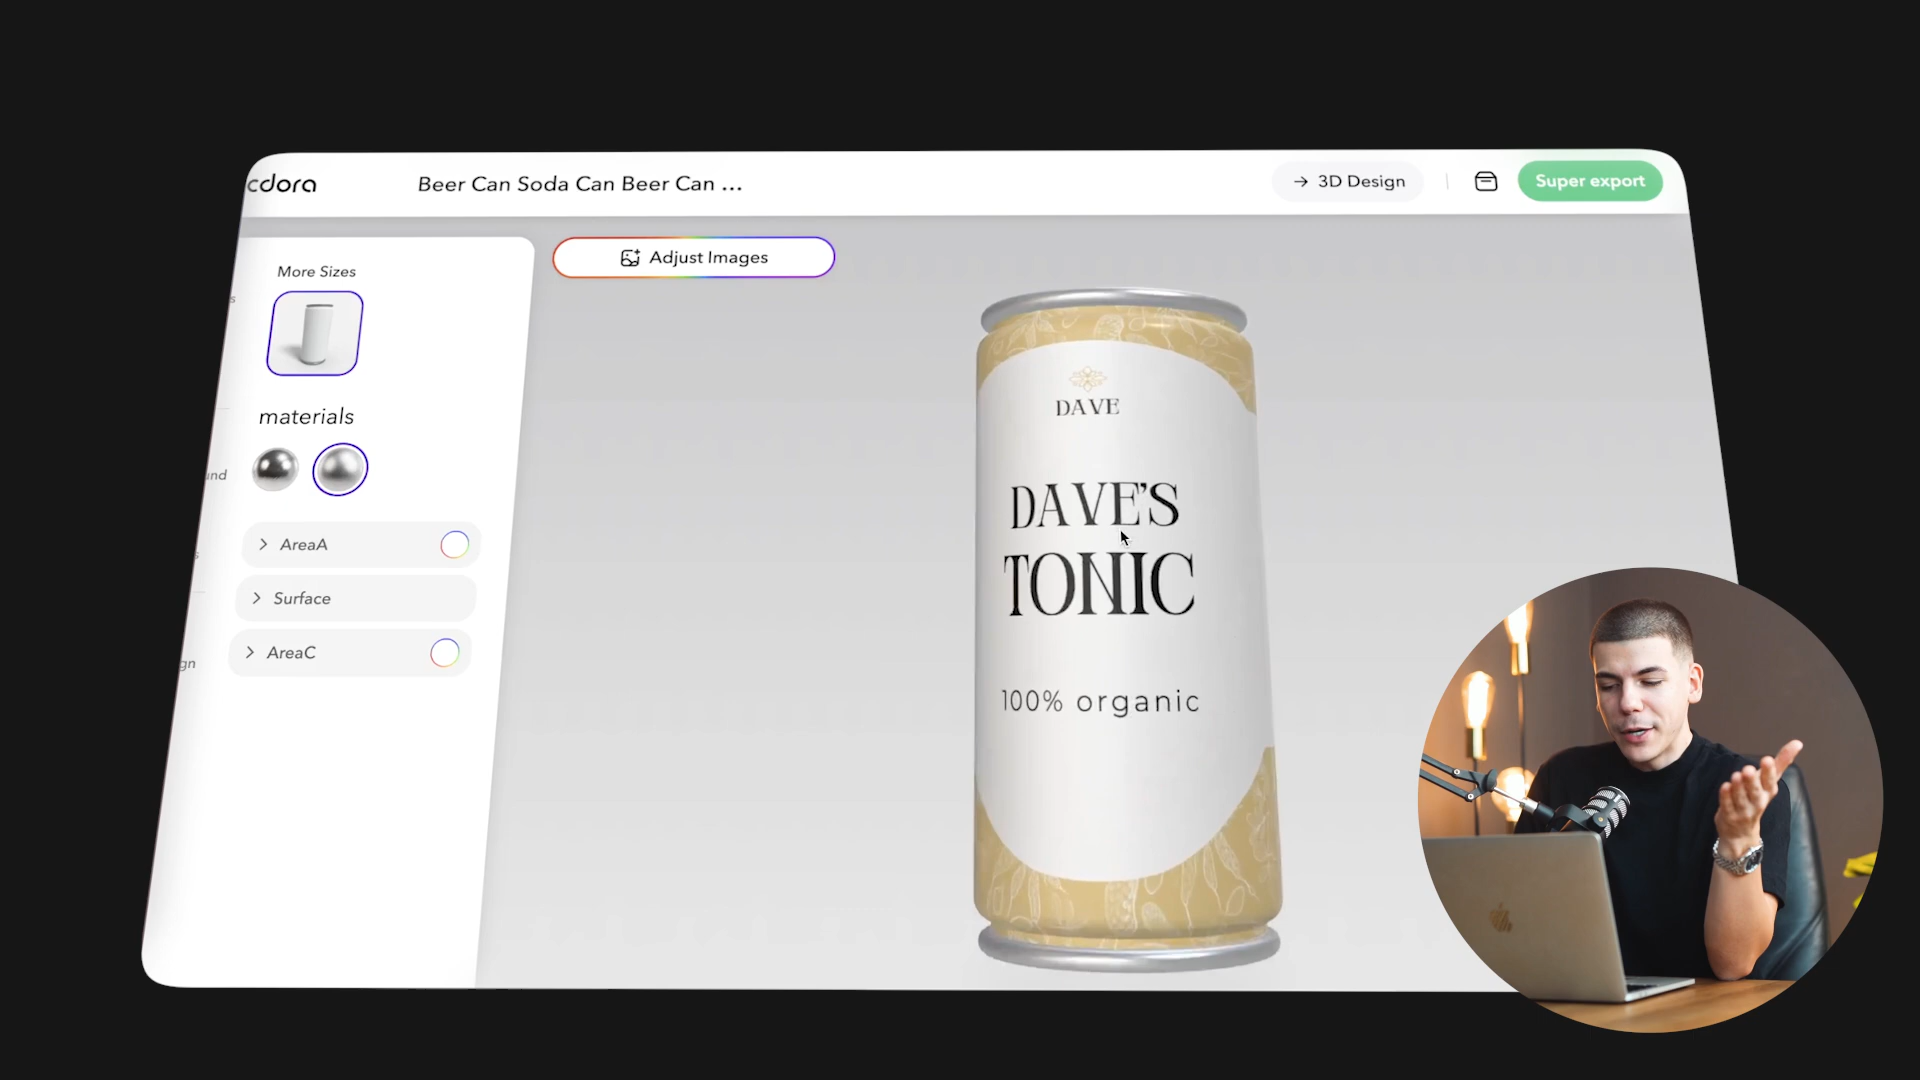 cdora
Beer Can Soda Can Beer Can ...
→ 3D Design
Super export
More Sizes
Adjust Images
materials
AreaA
Surface
AreaC
DAVE
DAVE'S
TONIC
100% organic